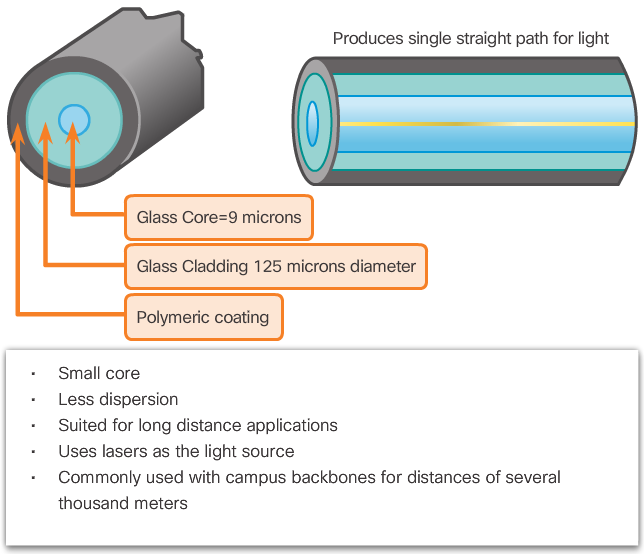 Produces single straight path for light
Glass Core=9 microns
Glass Cladding 125 microns diameter
Polymeric coating
· Small core
· Less dispersion
· Suited for long distance applications
· Uses lasers as the light source
· Commonly used with campus backbones for distances of several
thousand meters